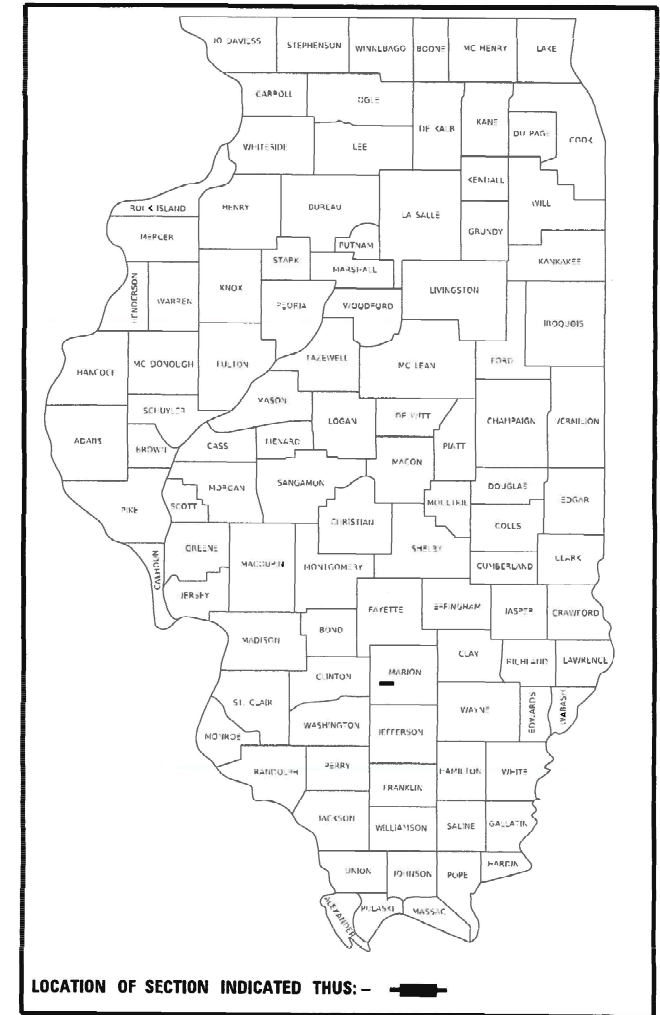 JO DAVIESS STEPHENSON WINNEBAGO BOONE MC HENRY LAKE
CARROLL OGLE
DE KALB KANE DU PAGE COOK
WHITESIDE LEE
KENDALL
WILL
ROCK ISLAND HENRY BUREAU LA SALLE
GRUNDY
MERCER PUTNAM
STARK MARSHALL KANKAKEE
HENDERSON WARREN KNOX PEORIA WOODFORD LIVINGSTON
IROQUOIS
HANCOCK MC DONOUGH FULTON TAZEWELL MC LEAN FORD
MASON
SCHUYLER LOGAN DE WITT CHAMPAIGN VERMILION
ADAMS BROWN CASS MENARD PIATT
MACON
MORGAN SANGAMON DOUGLAS
PIKE SCOTT MOULTRIE EDGAR
CHRISTIAN COLES
GREENE SHELBY
CALHOUN MACOUPIN MONTGOMERY CUMBERLAND CLARK
JERSEY FAYETTE EFFINGHAM JASPER CRAWFORD
MADISON BOND
CLAY RICHLAND LAWRENCE
CLINTON MARION
ST. CLAIR WAYNE EDWARDS WABASH
WASHINGTON JEFFERSON
MONROE
RANDOLPH PERRY HAMILTON WHITE
FRANKLIN
JACKSON WILLIAMSON SALINE GALLATIN
UNION JOHNSON POPE HARDIN
ALEXANDER PULASKI MASSAC
LOCATION OF SECTION INDICATED THUS: –